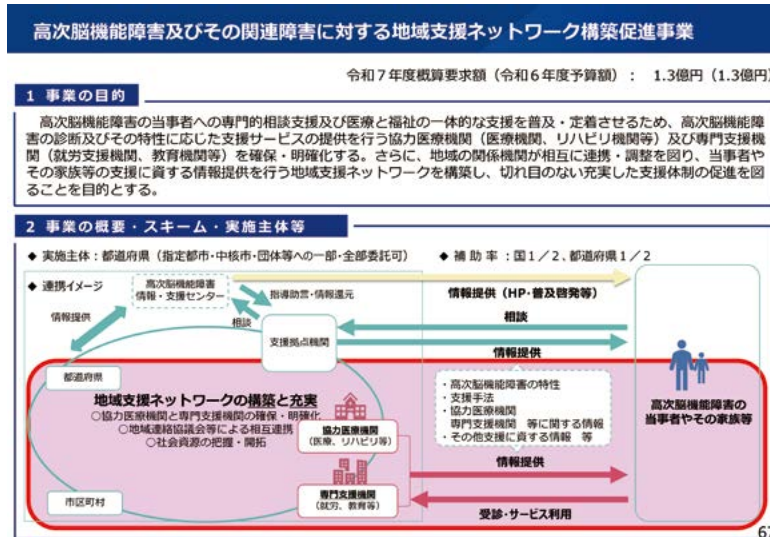 高次脳機能障害及びその関連障害に対する地域支援ネットワーク構築促進事業
令和７年度概算要求額（令和６年度予算額）： 1.3億円（1.3億円）
１ 事業の目的
高次脳機能障害の当事者への専門的相談支援及び医療と福祉の一体的な支援を普及・定着させるため、高次脳機能障
害の診断及びその特性に応じた支援サービスの提供を行う協力医療機関（医療機関、リハビリ機関等）及び専門支援機
関（就労支援機関、教育機関等）を確保・明確化する。さらに、地域の関係機関が相互に連携・調整を図り、当事者や
その家族等の支援に資する情報提供を行う地域支援ネットワークを構築し、切れ目のない充実した支援体制の促進を図
ることを目的とする。
２ 事業の概要・スキーム・実施主体等
◆ 実施主体：都道府県（指定都市・中核市・団体等への一部・全部委託可）
◆ 補助率：国１／２、都道府県１／２
◆ 連携イメージ
高次脳機能障害
情報・支援センター
指導助言・情報還元
情報提供（HP・普及啓発等）
情報提供
相談
相談
支援拠点機関
情報提供
都道府県
地域支援ネットワークの構築と充実
○協力医療機関と専門支援機関の確保・明確化
○地域連絡協議会等による相互連携
○社会資源の把握・開拓
協力医療機関
（医療、リハビリ等）
専門支援機関
（就労、教育等）
市区町村
・高次脳機能障害の特性
・支援手法
・協力医療機関
専門支援機関 等に関する情報
・その他支援に資する情報 等
情報提供
受診・サービス利用
高次脳機能障害の
当事者やその家族等